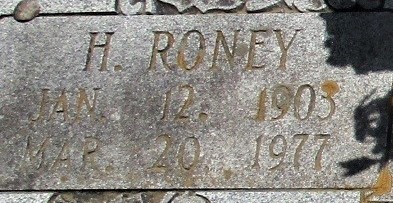 H. RONEY
JAN. 12. 1903
MAR. 20. 1977